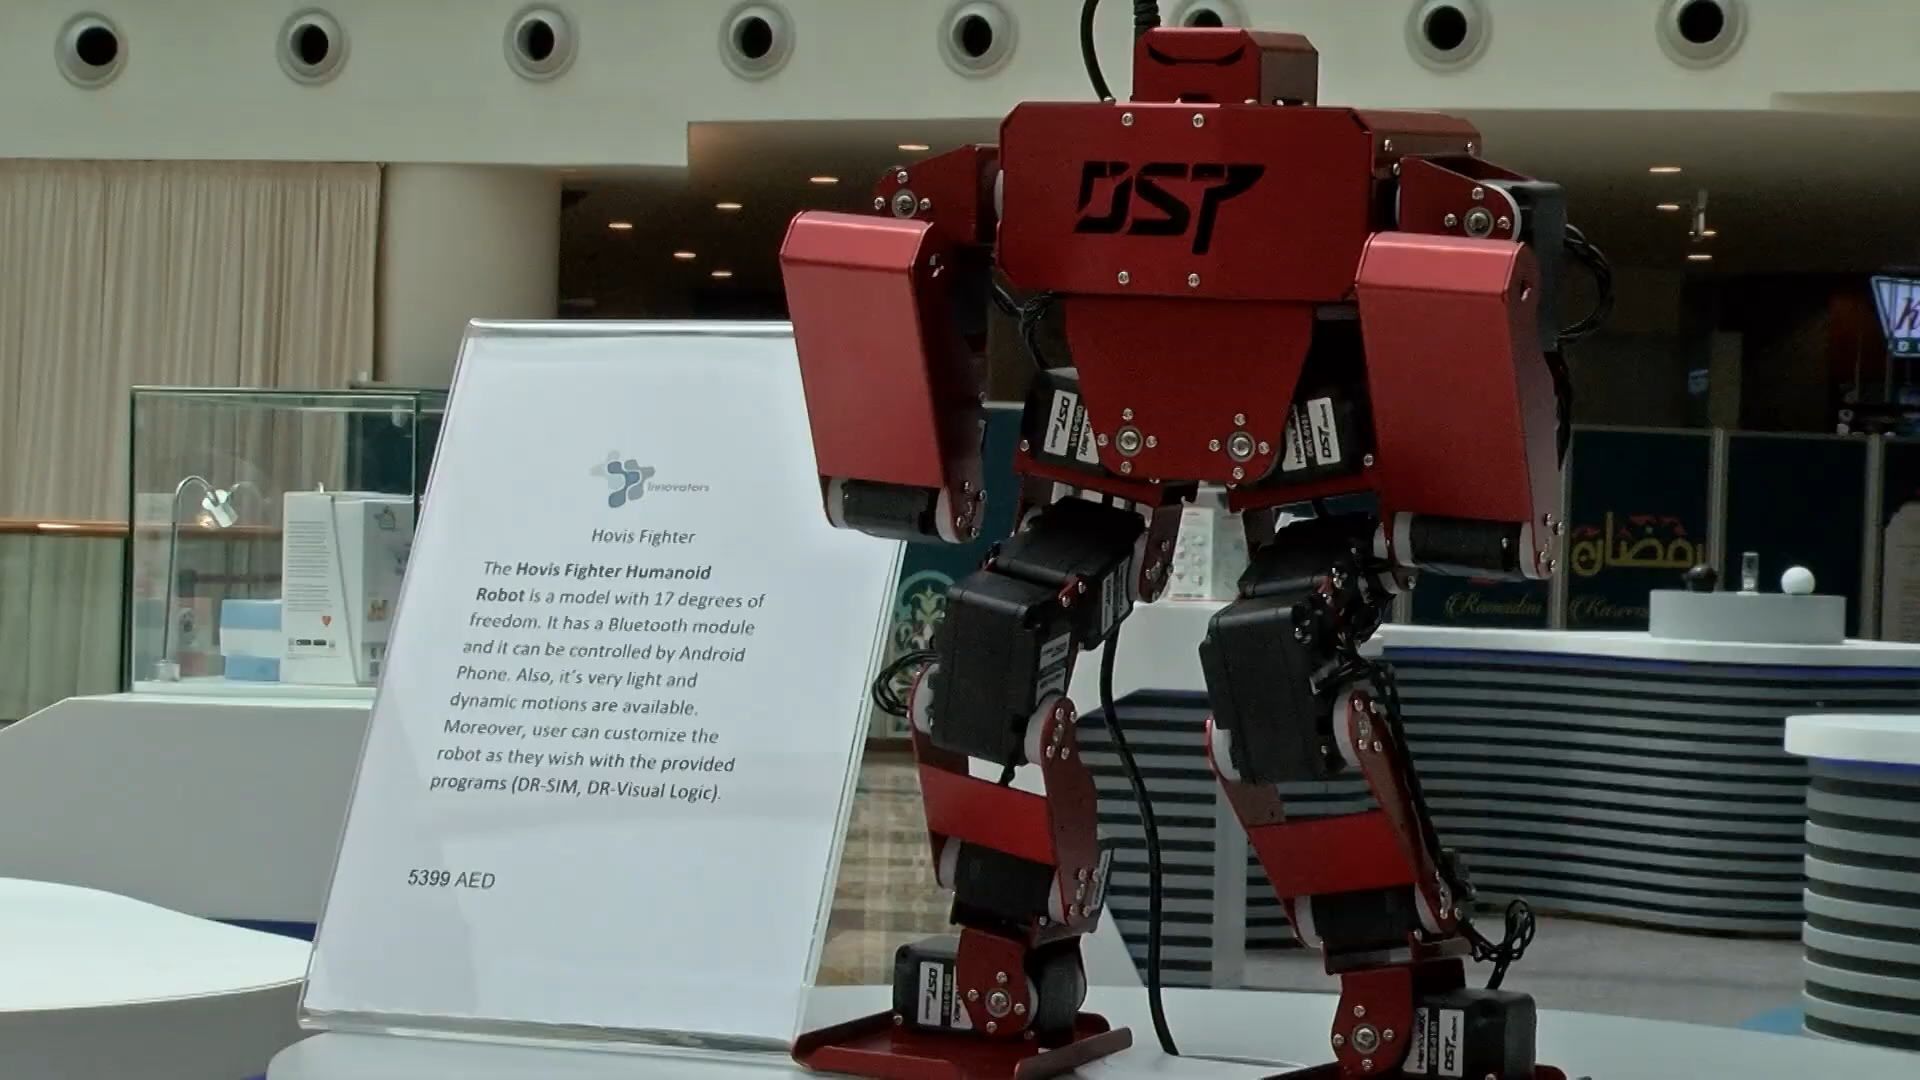 DST
Innovators
Hovis Fighter
The Hovis Fighter Humanoid
Robot is a model with 17 degrees of
freedom. It has a Bluetooth module
and it can be controlled by Android
Phone. Also, it's very light and
dynamic motions are available.
Moreover, user can customize the
robot as they wish with the provided
programs (DR-SIM, DR-Visual Logic).
5399 AED
DST
DST
رمضان
Ramadan
Kareem
DST
DST